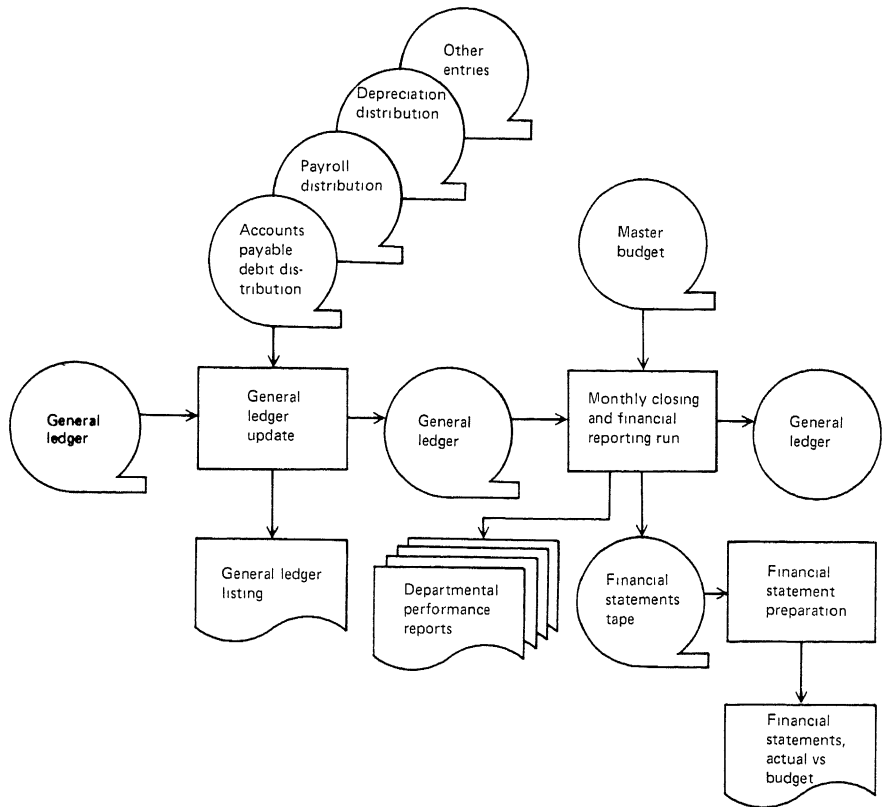 Other
entries
Depreciation
distribution
Payroll
distribution
Accounts
payable
debit dis-
tribution
Master
budget
General
ledger
General
ledger
update
General
ledger
Monthly closing
and financial
reporting run
General
ledger
General ledger
listing
Departmental
performance
reports
Financial
statements
tape
Financial
statement
preparation
Financial
statements,
actual vs
budget